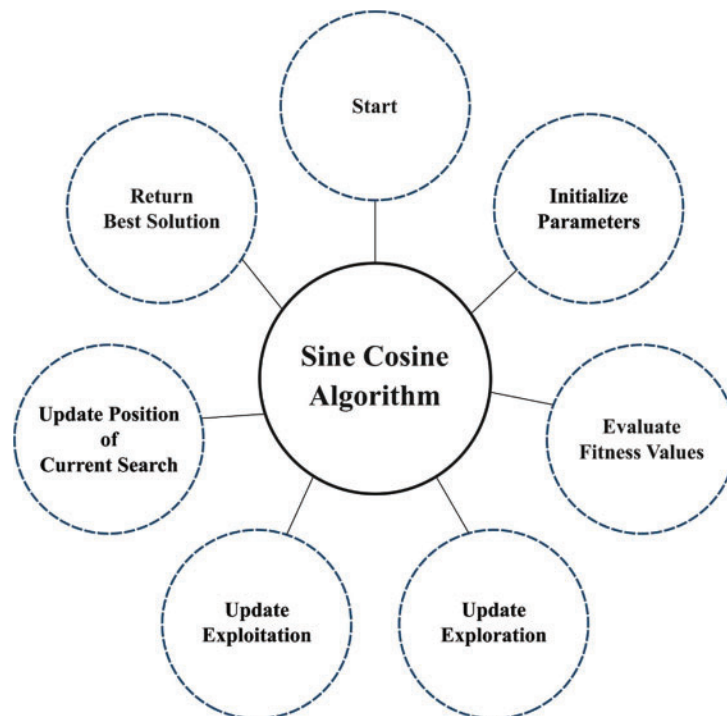 Start
Initialize
Parameters
Evaluate
Fitness Values
Update
Exploration
Update
Exploitation
Update Position
of
Current Search
Return
Best Solution
Sine Cosine
Algorithm